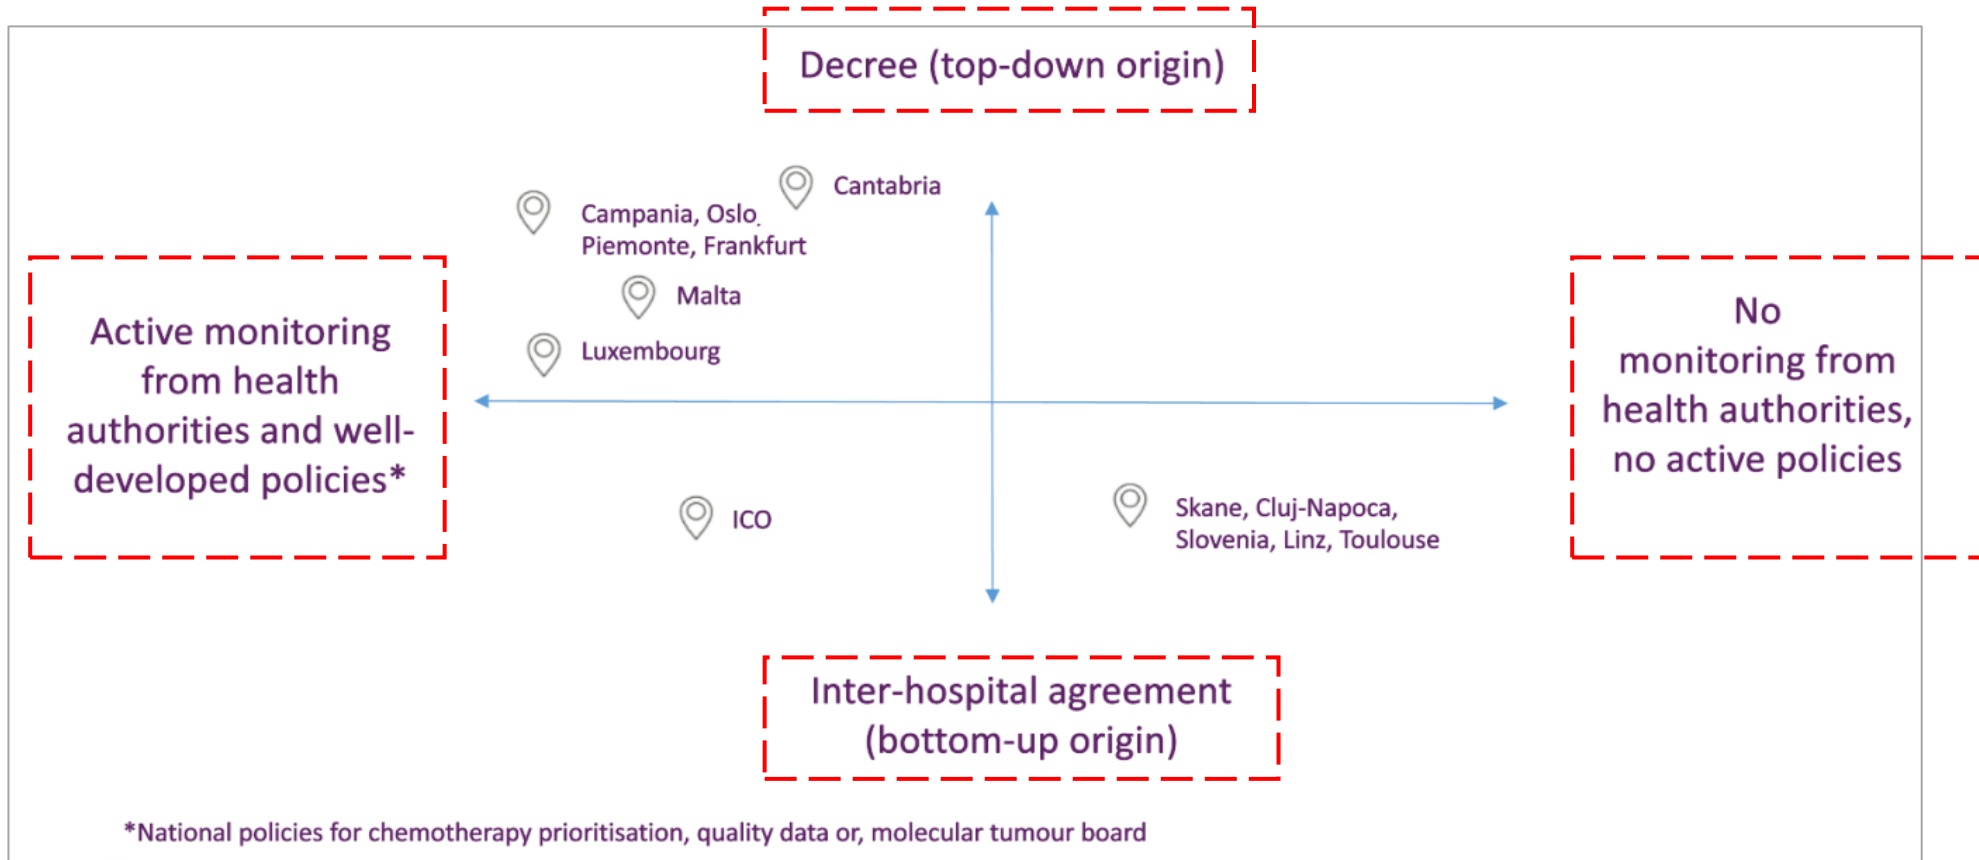 Decree (top-down origin)
Cantabria
Campania, Oslo,
Piemonte, Frankfurt
Malta
Luxembourg
Active monitoring
from health
authorities and well-
developed policies*
No
monitoring from
health authorities,
no active policies
ICO
Skane, Cluj-Napoca,
Slovenia, Linz, Toulouse
Inter-hospital agreement
(bottom-up origin)
*National policies for chemotherapy prioritisation, quality data or, molecular tumour board